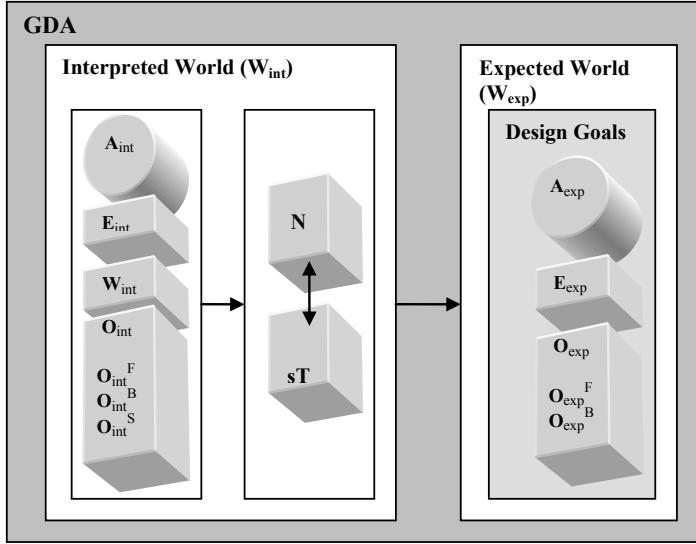 GDA
Interpreted World (Wint)
Aint
Eint
Wint
Oint
OintF
OintB
OintS
N
sT
Expected World
(Wexp)
Design Goals
Aexp
Eexp
Oexp
OexpF
OexpB